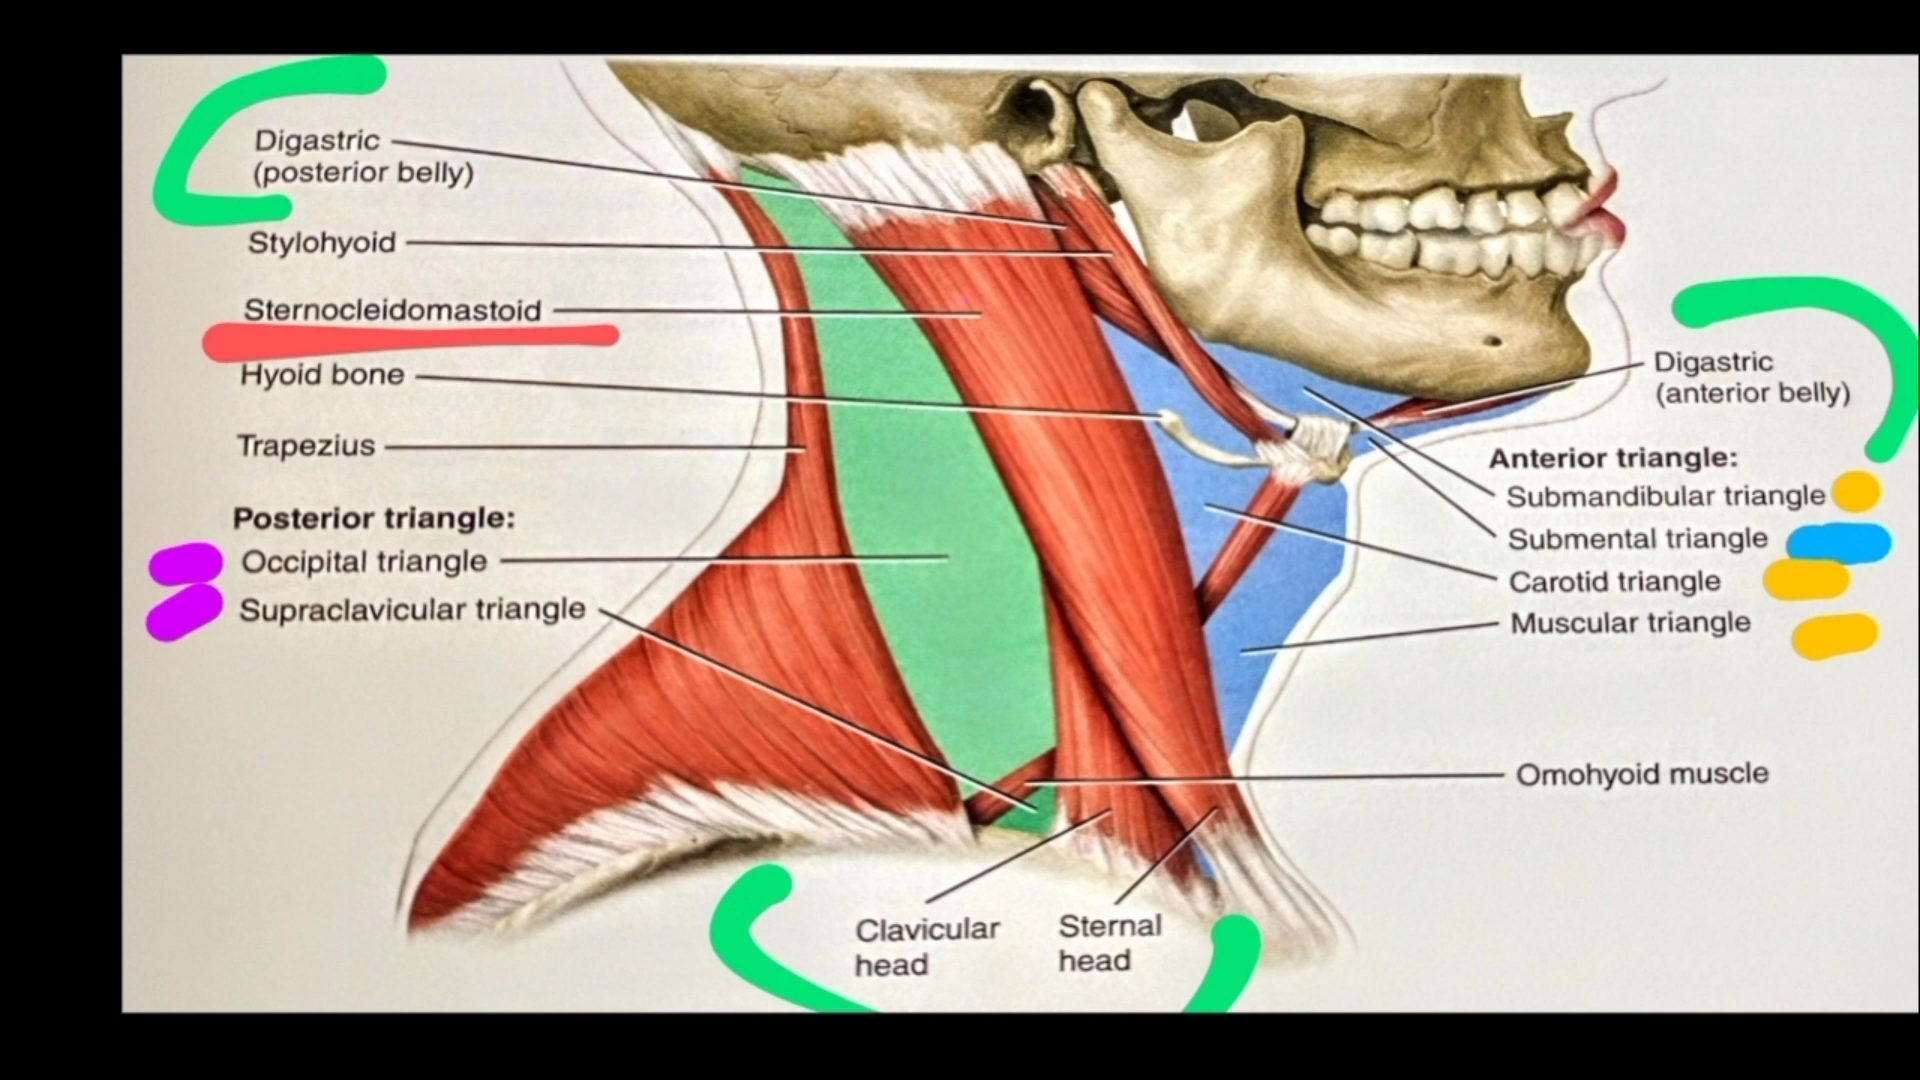 Digastric
(posterior belly)
Stylohyoid
Sternocleidomastoid
Hyoid bone
Trapezius
Posterior triangle:
Occipital triangle
Supraclavicular triangle
Digastric
(anterior belly)
Anterior triangle:
Submandibular triangle
Submental triangle
Carotid triangle
Muscular triangle
Omohyoid muscle
Clavicular
head
Sternal
head